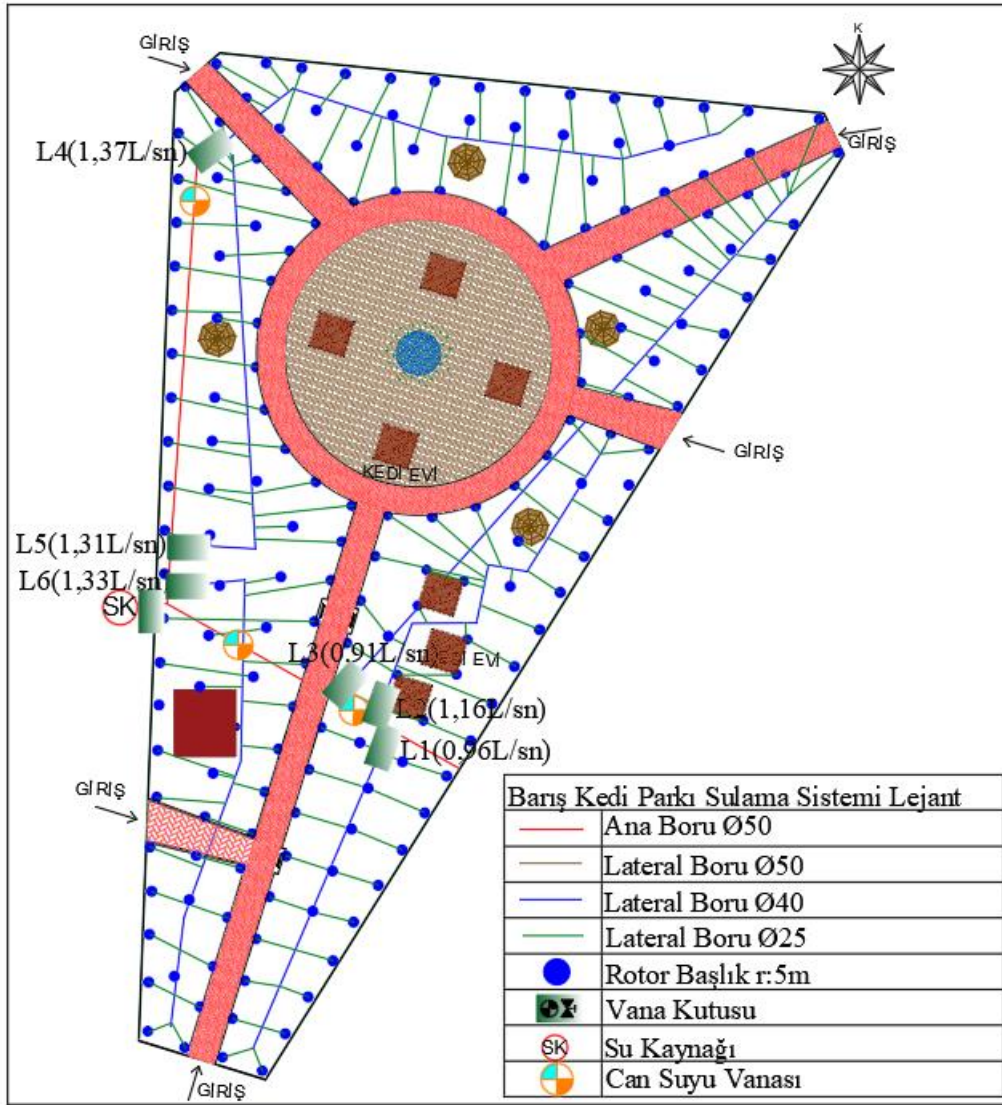 K
GİRİŞ
GİRİŞ
L4(1,37L/sn)
KEDİ EVİ
GİRİŞ
L5(1,31L/sn)
L6(1,33L/sn)
SK
L3(0.91L/sn)
EDİ EVİ
L2(1,16L/sn)
L1(0,96L/sn)
GİRİŞ
GİRİŞ
Barış Kedi Parkı Sulama Sistemi Lejant
Ana Boru Ø50
Lateral Boru Ø50
Lateral Boru Ø40
Lateral Boru Ø25
Rotor Başlık r:5m
Vana Kutusu
SK Su Kaynağı
Can Suyu Vanası